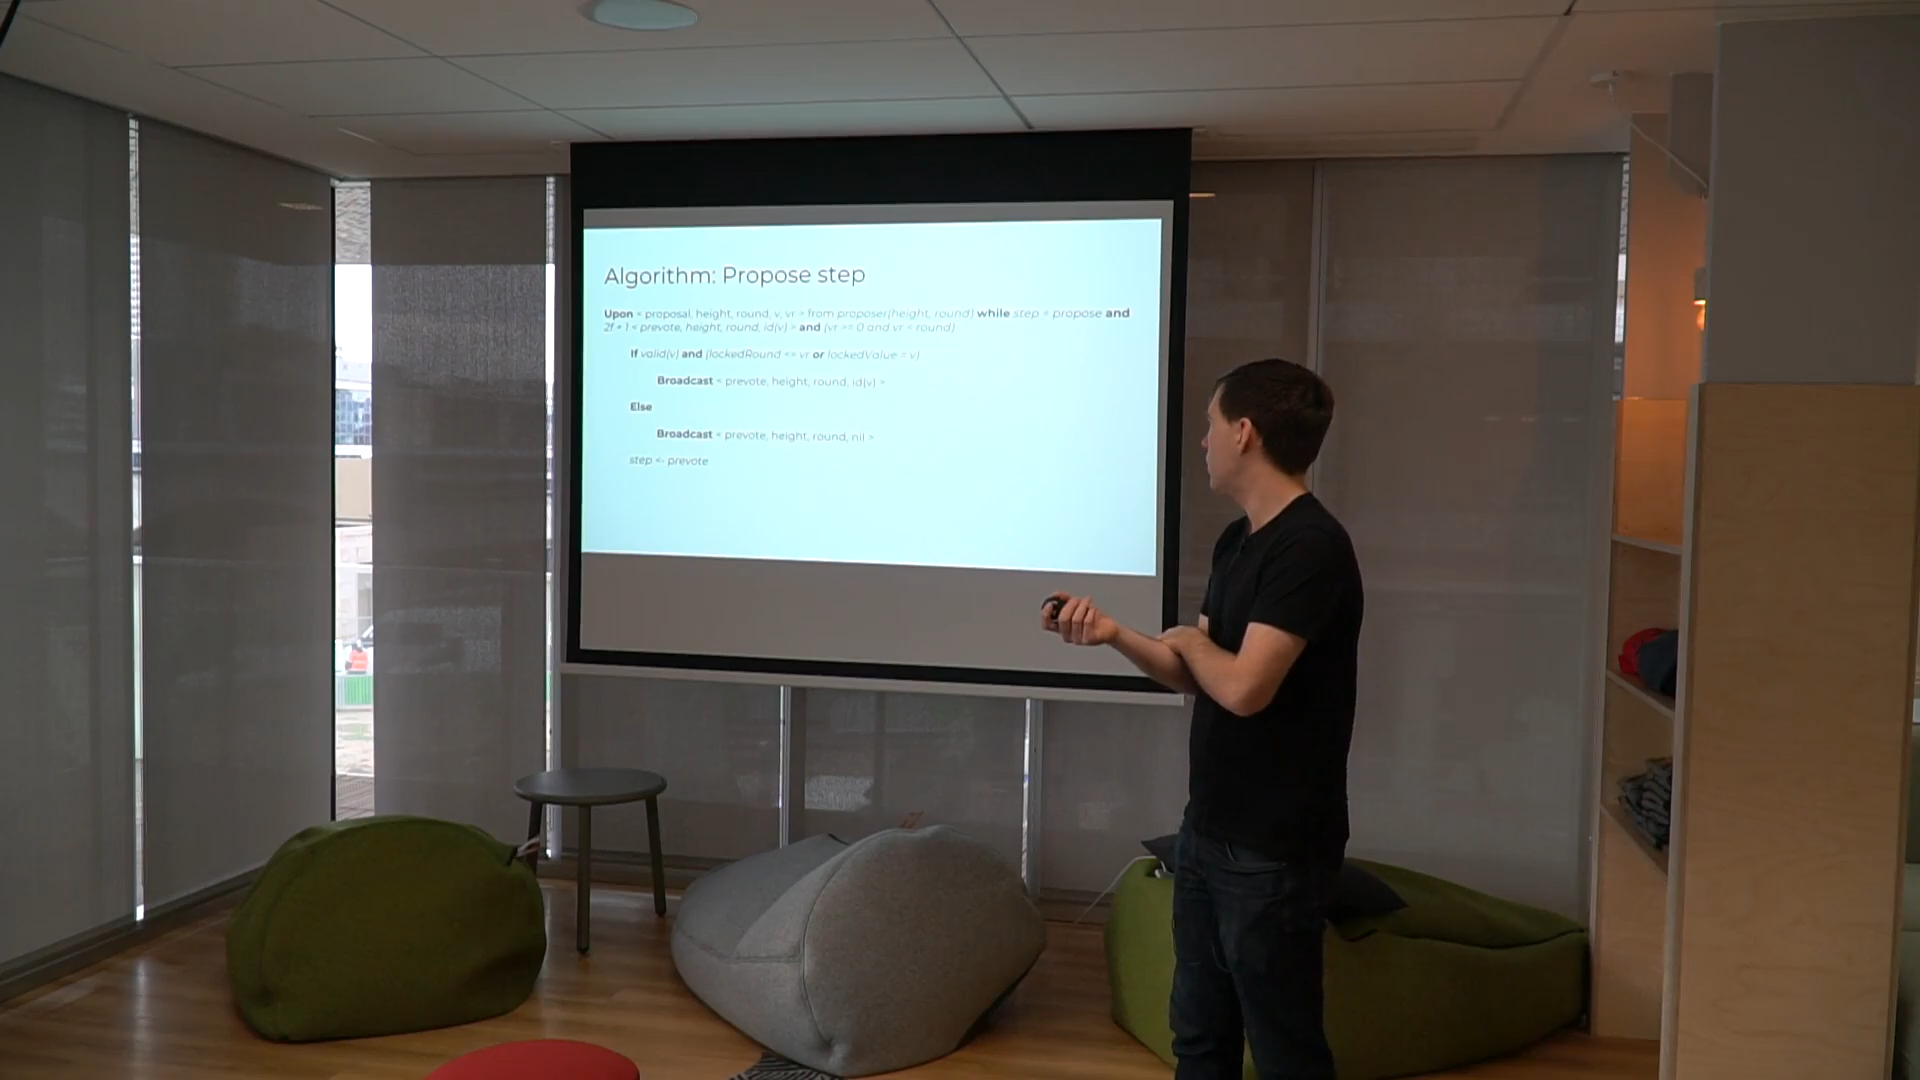 Algorithm: Propose step
Upon < proposal, height, round, v, vr > from proposer(height, round) while step = propose and
2f + 1 < prevote, height, round, id(v) > and (vr >= 0 and vr < round)
If valid(v) and (lockedRound <= vr or lockedValue = v)
Broadcast < prevote, height, round, id(v) >
Else
Broadcast < prevote, height, round, nil >
step <- prevote